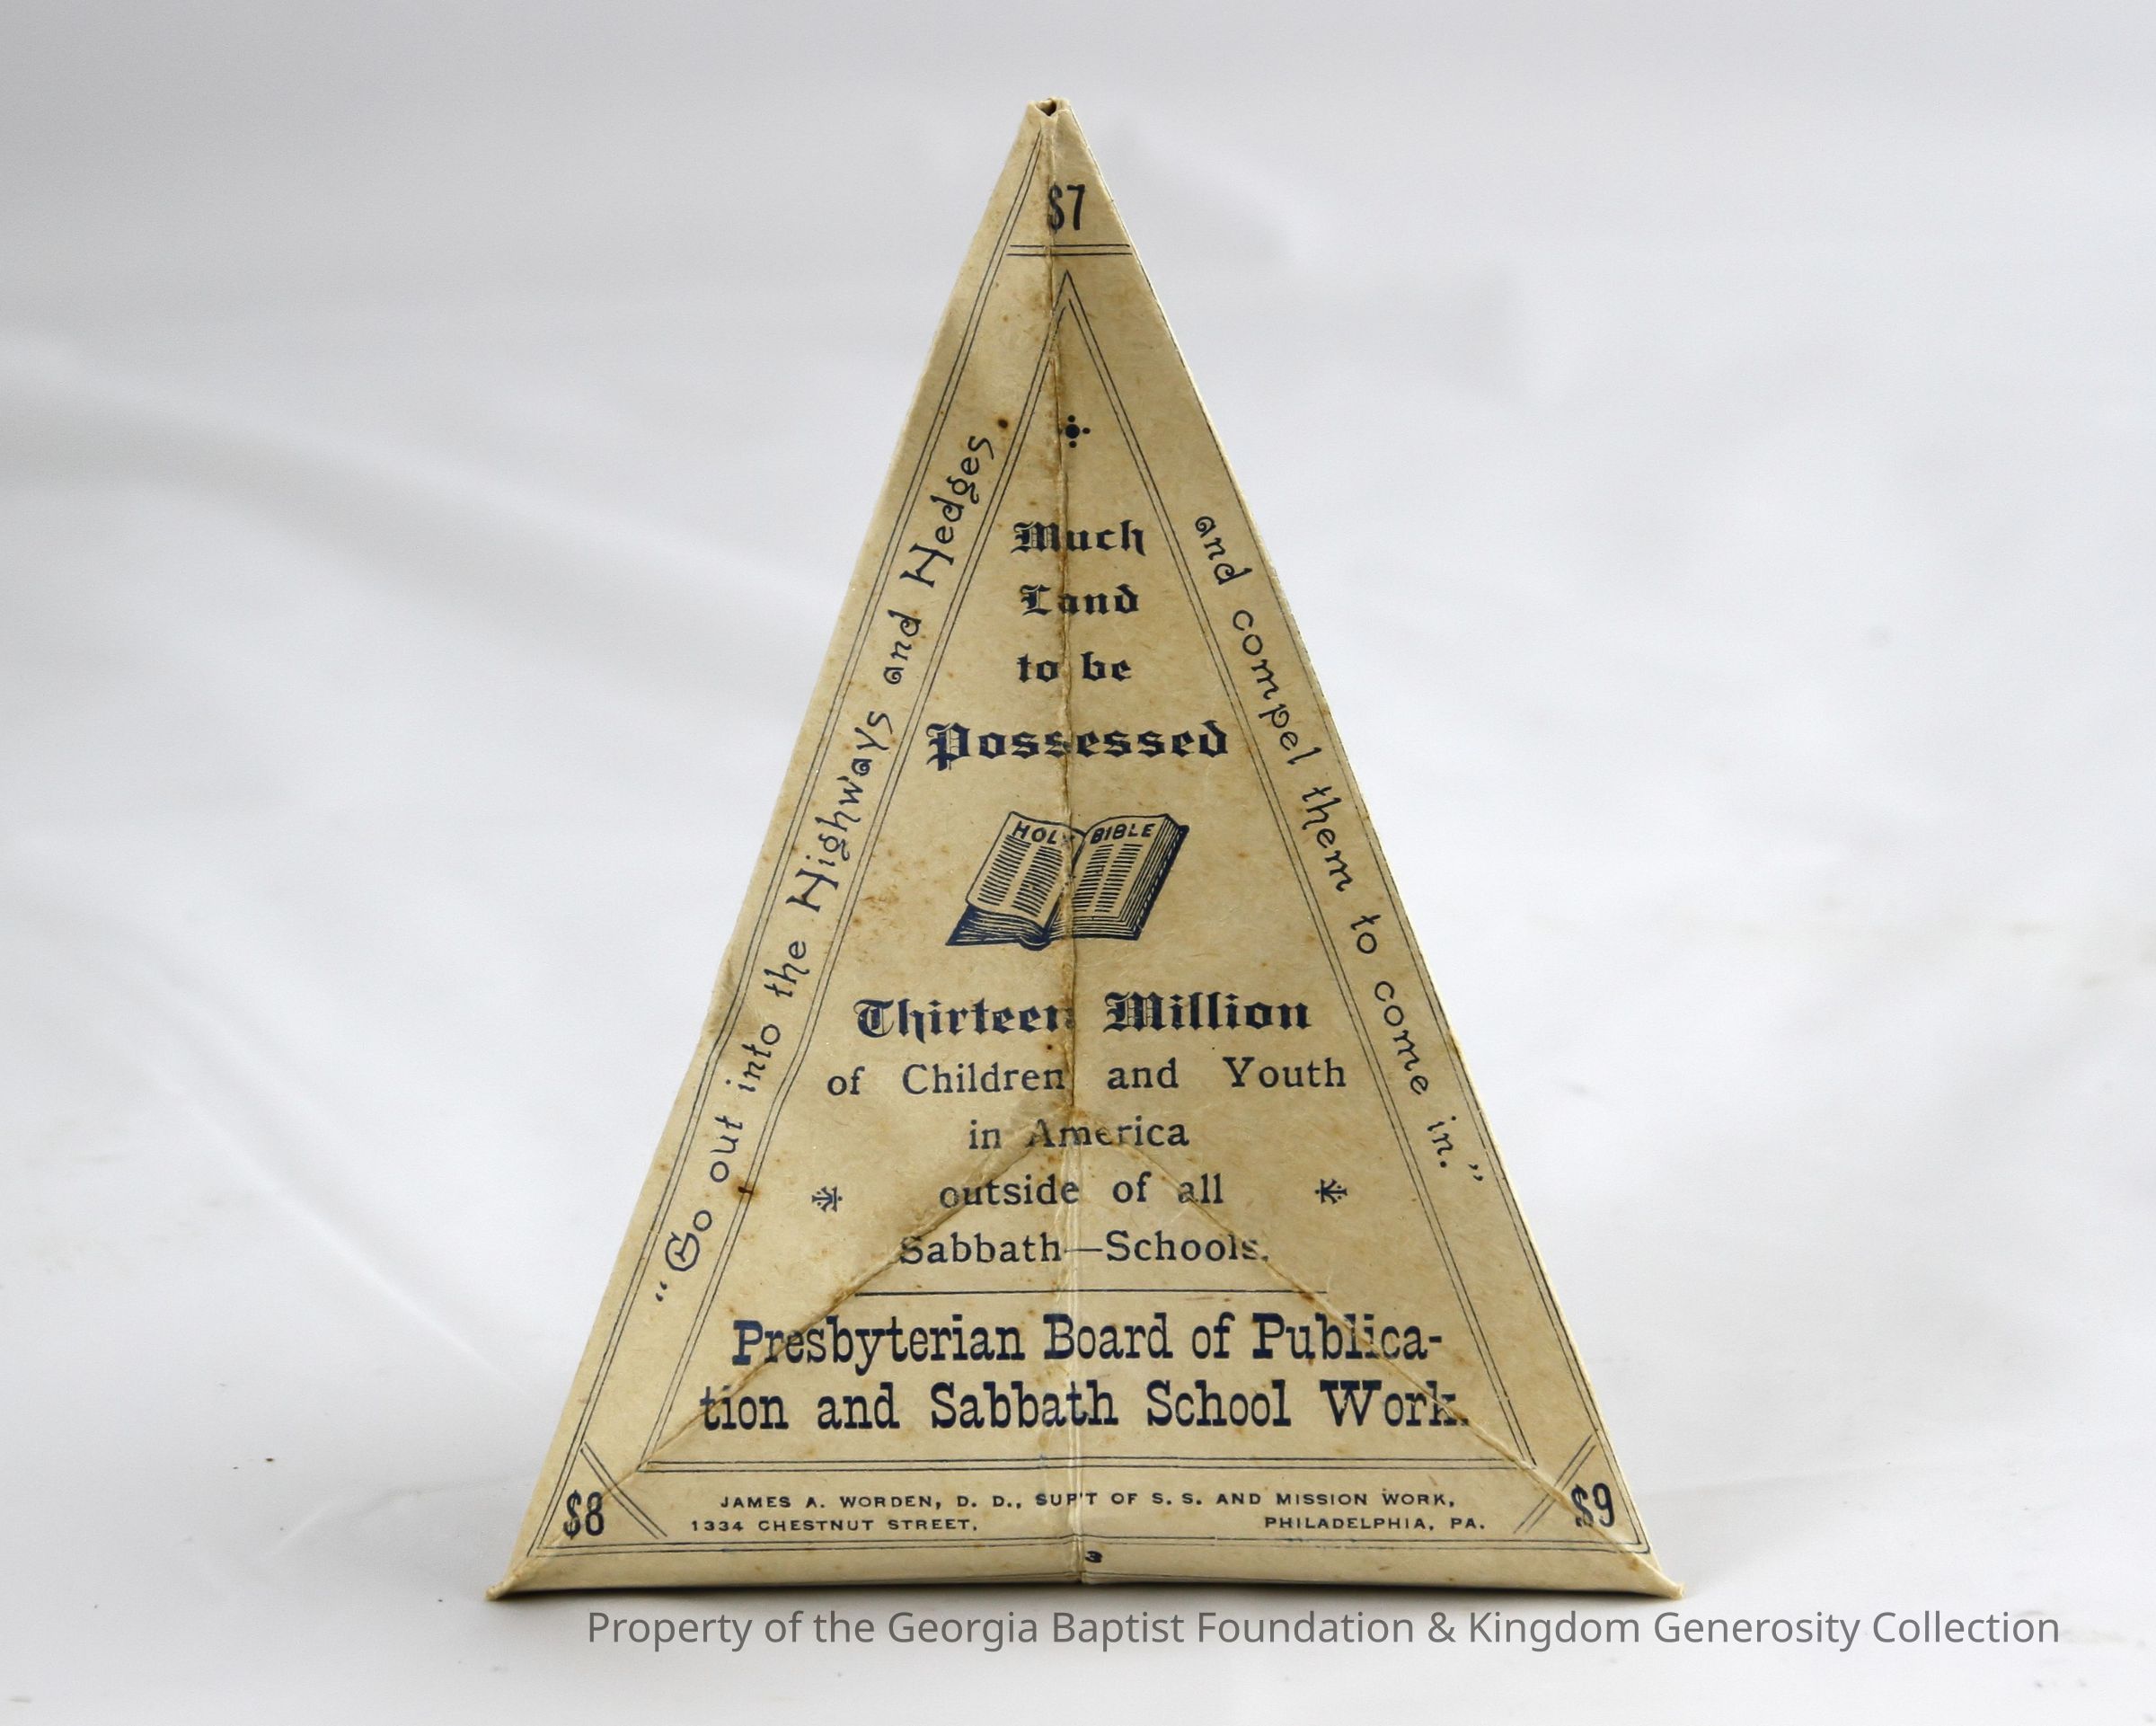 $7
"Go out into the Highways and Hedges
and compel them to come in."
Much
Land
to be
Possessed
HOLY BIBLE
Thirteen Million
of Children and Youth
in America
outside of all
Sabbath—Schools.
Presbyterian Board of Publica-
tion and Sabbath School Work.
$8
$9
JAMES A. WORDEN, D. D., SUP'T OF S. S. AND MISSION WORK,
1334 CHESTNUT STREET, PHILADELPHIA, PA.
3
Property of the Georgia Baptist Foundation & Kingdom Generosity Collection